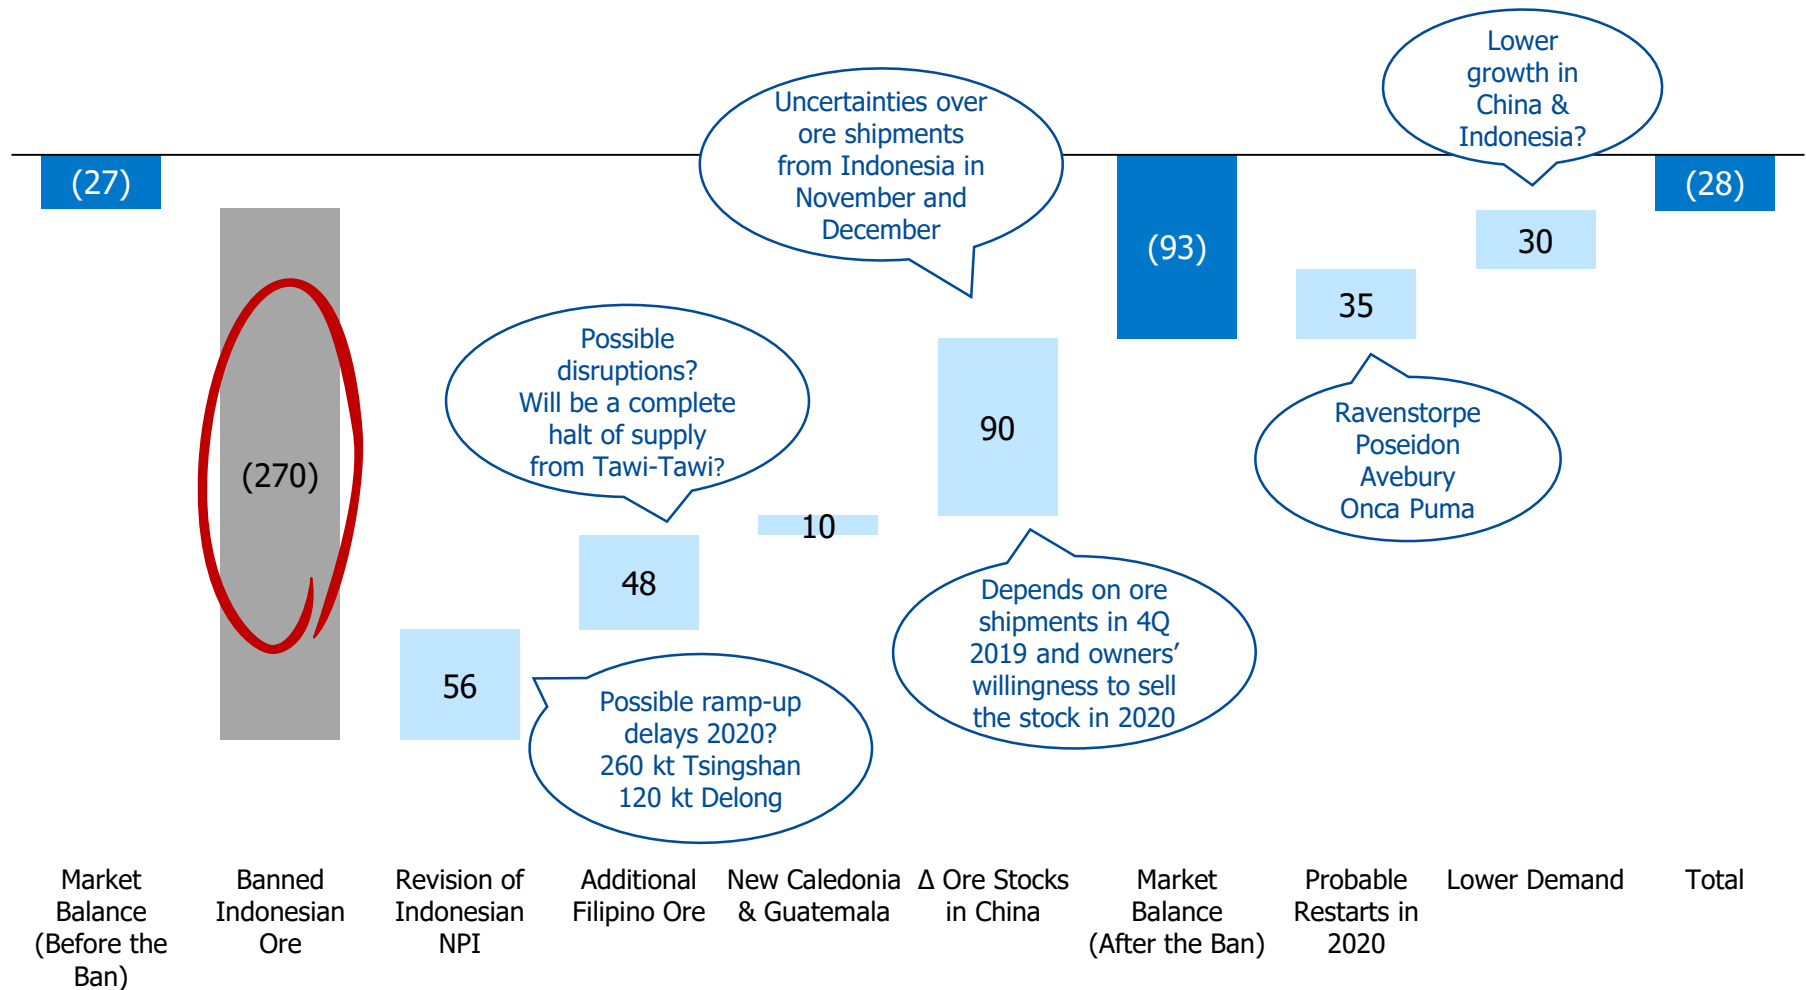 Lower
growth in
China &
Indonesia?
Uncertainties over
ore shipments
from Indonesia in
November and
December
(27)
(28)
(93)
30
35
Possible
disruptions?
Will be a complete
halt of supply
from Tawi-Tawi?
Ravenstorpe
Poseidon
Avebury
Onca Puma
90
(270)
10
48
Depends on ore
shipments in 4Q
2019 and owners’
willingness to sell
the stock in 2020
56
Possible ramp-up
delays 2020?
260 kt Tsingshan
120 kt Delong
Market
Balance
(Before the
Ban)
Banned
Indonesian
Ore
Revision of
Indonesian
NPI
Additional
Filipino Ore
New Caledonia
& Guatemala
Δ Ore Stocks
in China
Market
Balance
(After the Ban)
Probable
Restarts in
2020
Lower Demand
Total